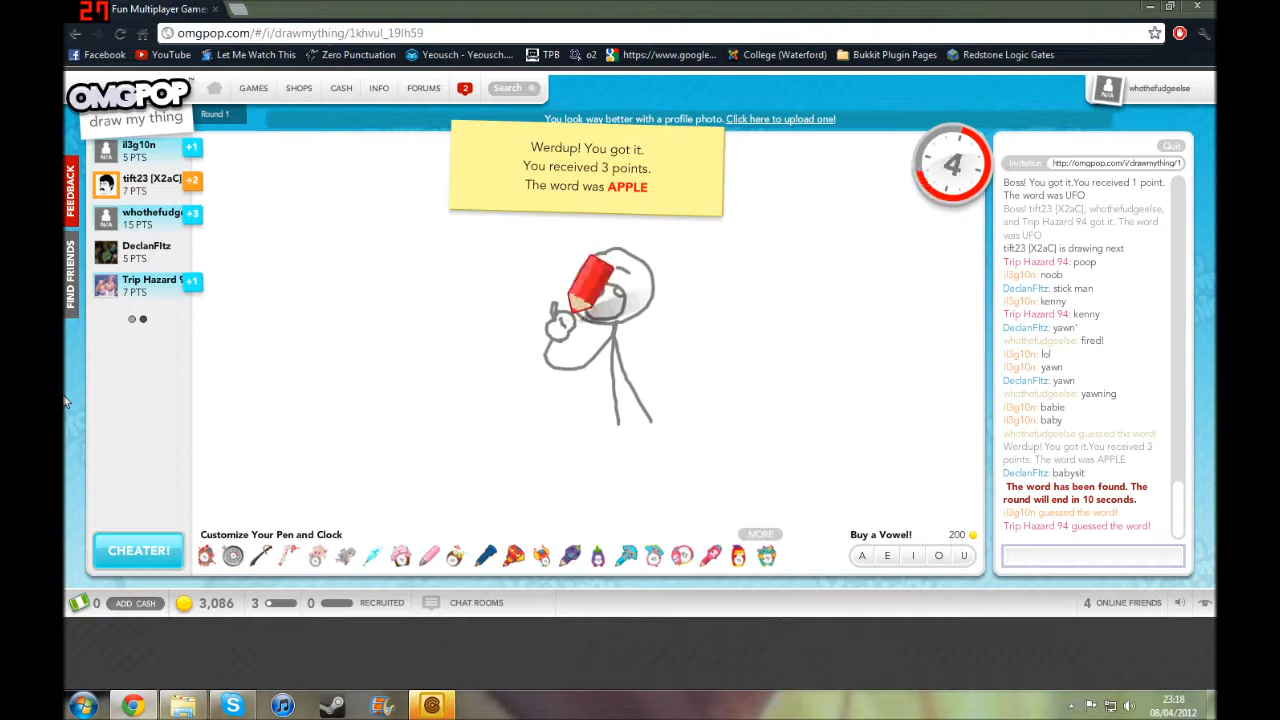 27
Fun Multiplayer Game
omgpop.com/#/i/drawmything/1khvul_19lh59
Facebook
YouTube
Let Me Watch This
Zero Punctuation
Yeousch - Yeousch....
TPB
o2
https://www.google...
College (Waterford)
Bukkit Plugin Pages
Redstone Logic Gates
OMGPOP
draw my thing
GAMES
SHOPS
CASH
INFO
FORUMS
2
Search
N/A
whothefudgeelse
Round 1
You look way better with a profile photo. Click here to upload one!
FEEDBACK
FIND FRIENDS
N/A
il3g10n
5 PTS
+1
tift23 [X2aC]
7 PTS
+2
N/A
whothefudg
15 PTS
+3
DeclanFItz
5 PTS
Trip Hazard 9
7 PTS
+1
CHEATER!
Werdup! You got it.
You received 3 points.
The word was APPLE
4
Quit
Invitation
http://omgpop.com/i/drawmything/1
Boss! You got it.You received 1 point.
The word was UFO
Boss! tift23 [X2aC], whothefudgeelse,
and Trip Hazard 94 got it. The word
was UFO
tift23 [X2aC] is drawing next
Trip Hazard 94: poop
il3g10n: noob
DeclanFItz: stick man
il3g10n: kenny
Trip Hazard 94: kenny
DeclanFItz: yawn'
whothefudgeelse: fired!
il3g10n: lol
il3g10n: yawn
DeclanFItz: yawn
whothefudgeelse: yawning
il3g10n: babie
il3g10n: baby
whothefudgeelse guessed the word!
Werdup! You got it.You received 3
points. The word was APPLE
DeclanFItz: babysit
The word has been found. The
round will end in 10 seconds.
il3g10n guessed the word!
Trip Hazard 94 guessed the word!
Customize Your Pen and Clock
MORE
Buy a Vowel!
200
A
E
I
O
U
0
ADD CASH
3,086
3
0
RECRUITED
CHAT ROOMS
4 ONLINE FRIENDS
23:18
08/04/2012